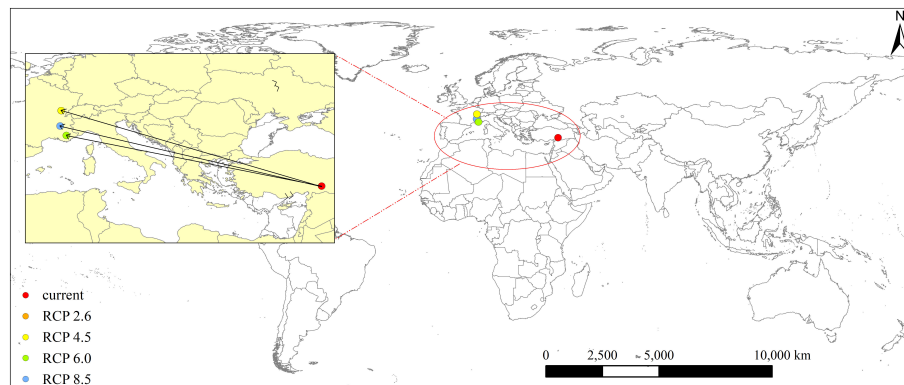 N
current
RCP 2.6
RCP 4.5
RCP 6.0
RCP 8.5
0 2,500 5,000 10,000 km